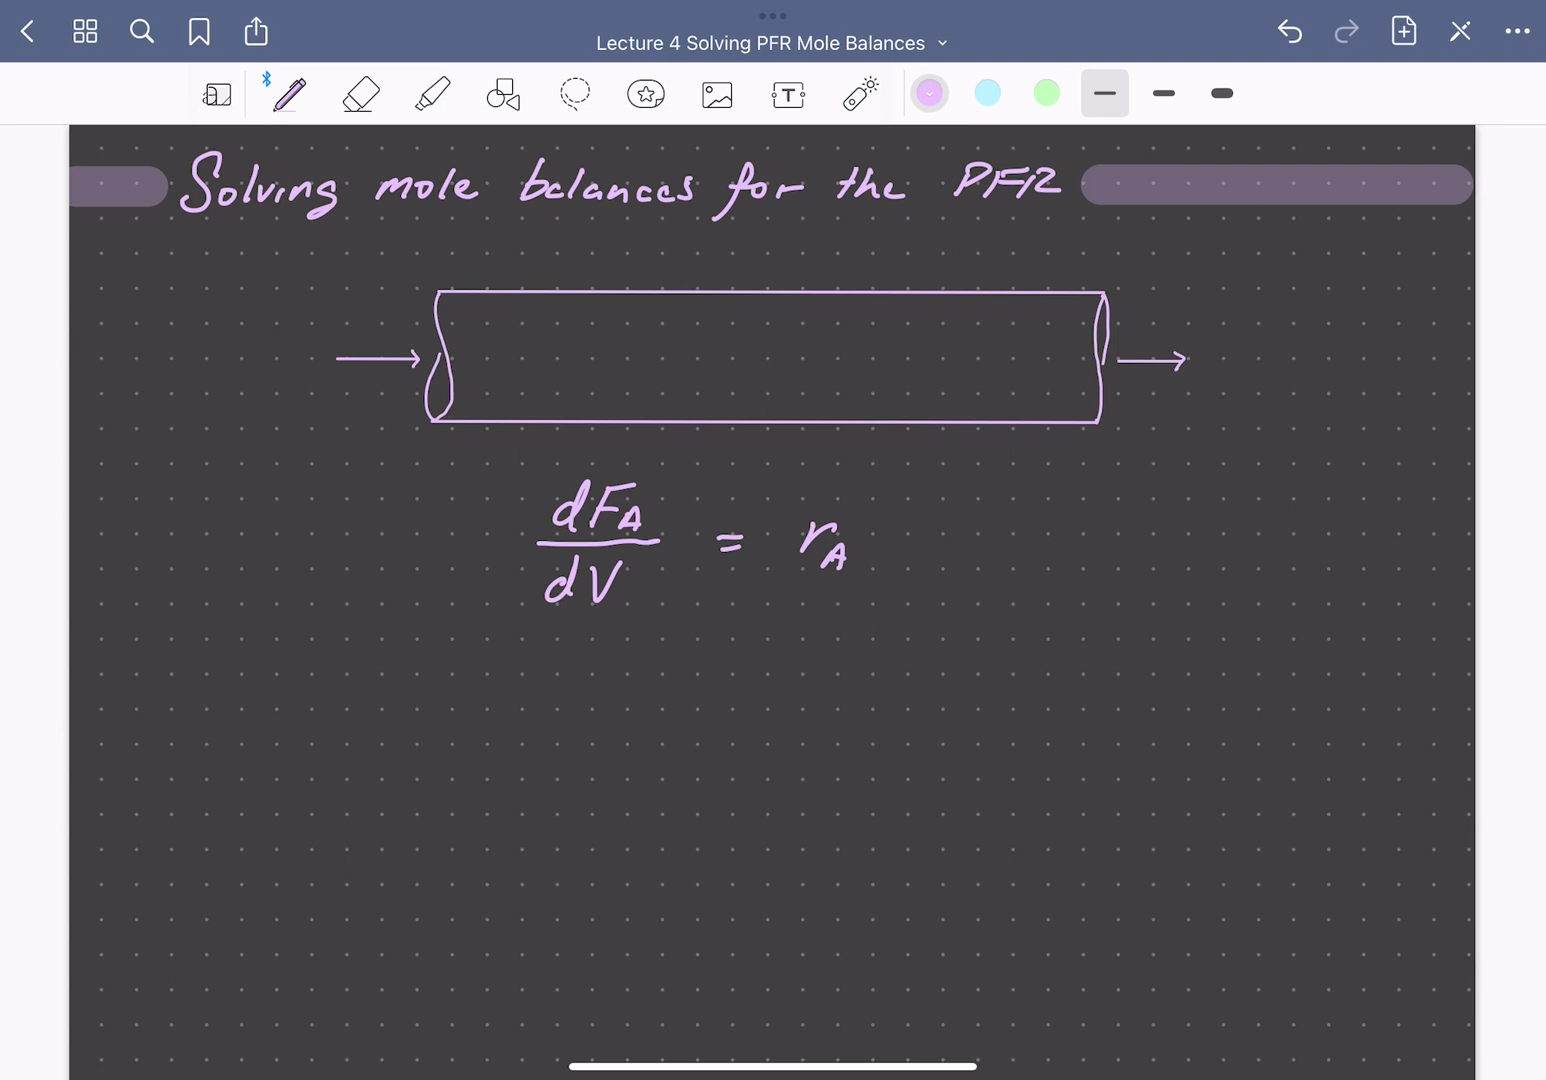 Lecture 4 Solving PFR Mole Balances
T
Solving mole balances for the PFR
dFA
dV
= rA